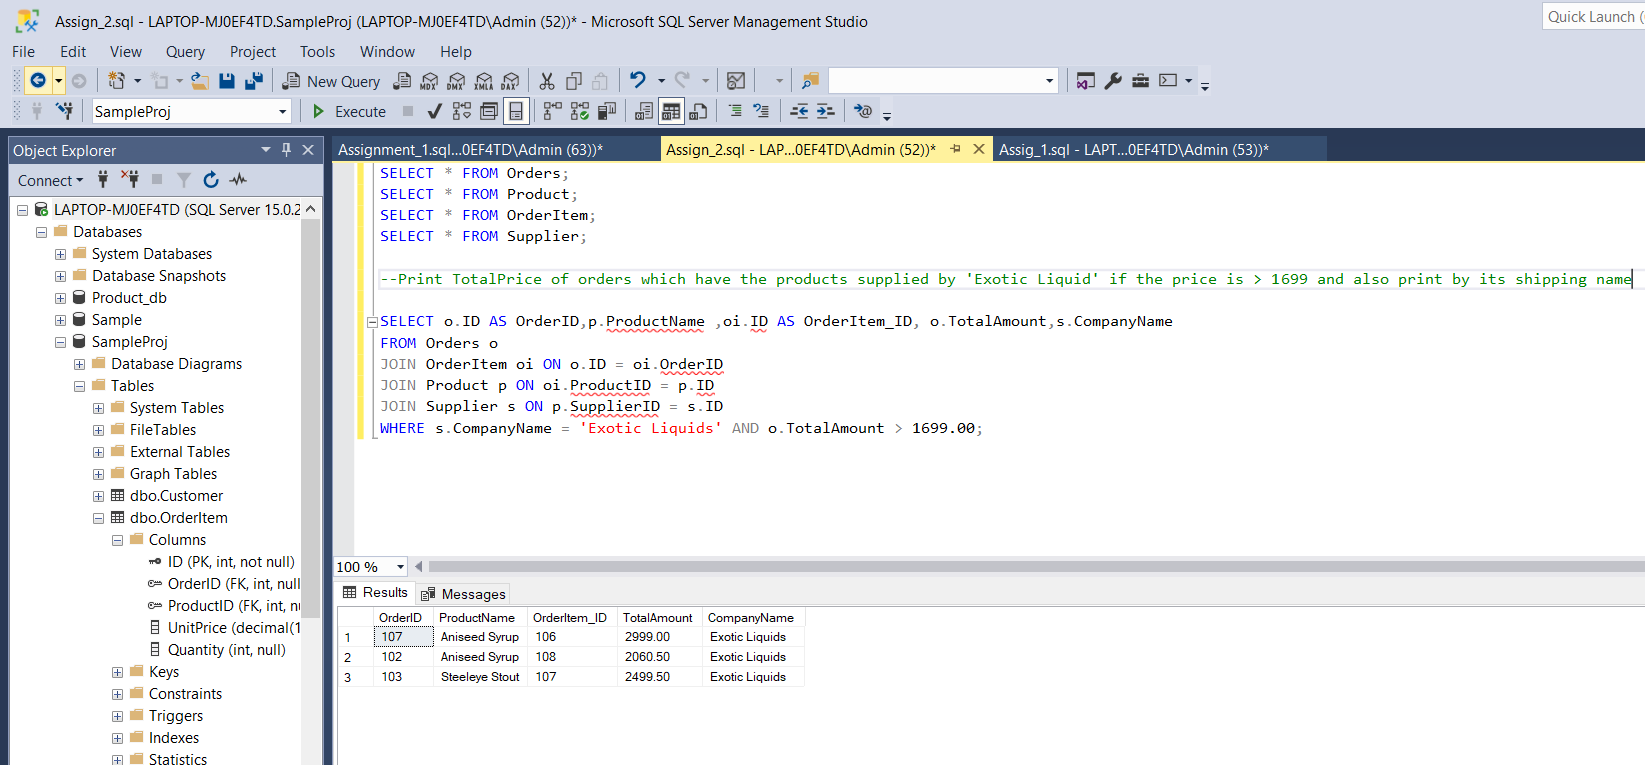 Assign_2.sql - LAPTOP-MJ0EF4TD.SampleProj (LAPTOP-MJ0EF4TD\Admin (52))* - Microsoft SQL Server Management Studio
Quick Launch (
File Edit View Query Project Tools Window Help
New Query MDX DMX XMLA DAX
SampleProj Execute
Object Explorer
Assignment_1.sql...0EF4TD\Admin (63))* Assign_2.sql - LAP...0EF4TD\Admin (52))* Assig_1.sql - LAPT...0EF4TD\Admin (53))*
Connect
LAPTOP-MJ0EF4TD (SQL Server 15.0.2
Databases
System Databases
Database Snapshots
Product_db
Sample
SampleProj
Database Diagrams
Tables
System Tables
FileTables
External Tables
Graph Tables
dbo.Customer
dbo.OrderItem
Columns
ID (PK, int, not null)
OrderID (FK, int, null
ProductID (FK, int, nu
UnitPrice (decimal(1
Quantity (int, null)
Keys
Constraints
Triggers
Indexes
Statistics
SELECT * FROM Orders;
SELECT * FROM Product;
SELECT * FROM OrderItem;
SELECT * FROM Supplier;
--Print TotalPrice of orders which have the products supplied by 'Exotic Liquid' if the price is > 1699 and also print by its shipping name
SELECT o.ID AS OrderID,p.ProductName ,oi.ID AS OrderItem_ID, o.TotalAmount,s.CompanyName
FROM Orders o
JOIN OrderItem oi ON o.ID = oi.OrderID
JOIN Product p ON oi.ProductID = p.ID
JOIN Supplier s ON p.SupplierID = s.ID
WHERE s.CompanyName = 'Exotic Liquids' AND o.TotalAmount > 1699.00;
100 %
Results Messages
OrderID ProductName OrderItem_ID TotalAmount CompanyName
1 107 Aniseed Syrup 106 2999.00 Exotic Liquids
2 102 Aniseed Syrup 108 2060.50 Exotic Liquids
3 103 Steeleye Stout 107 2499.50 Exotic Liquids